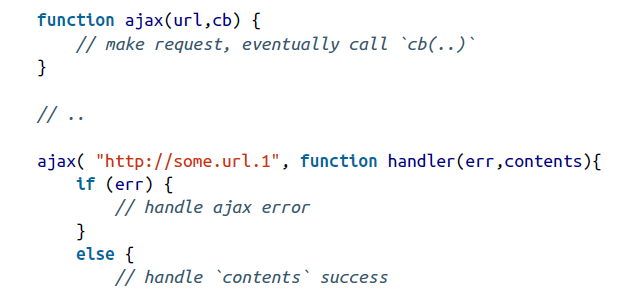 function ajax(url,cb) {
    // make request, eventually call `cb(..)`
}
// ..
ajax( "http://some.url.1", function handler(err,contents){
    if (err) {
        // handle ajax error
    }
    else {
        // handle `contents` success